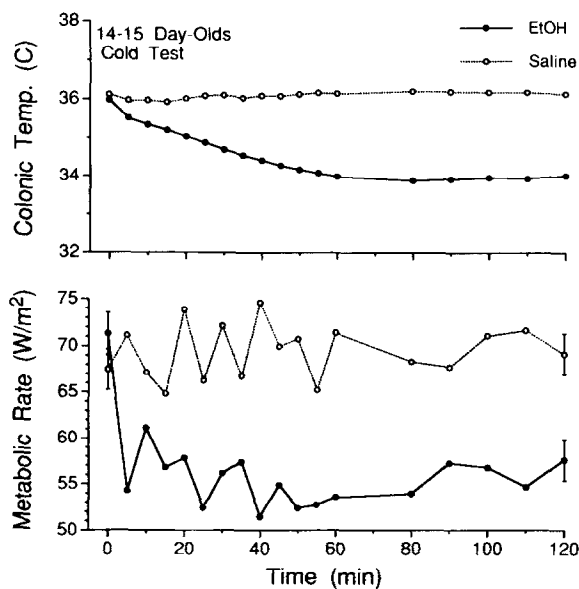 14-15 Day-Olds
Cold Test
EtOH
Saline
Colonic Temp. (C)
38
36
34
32
Metabolic Rate (W/m²)
75
70
65
60
55
50
0
20
40
60
80
100
120
Time (min)